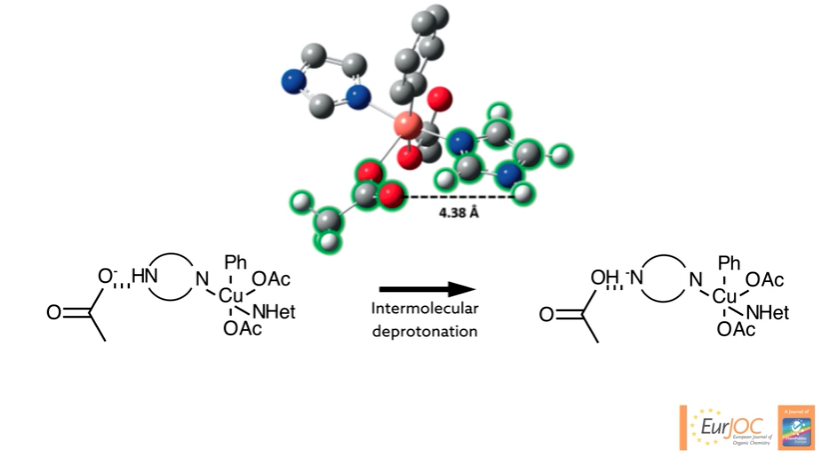 4.38 Å
O⁻ HN N Ph OAc Cu NHet OAc O
Intermolecular
deprotonation
OH ⁻N N Ph OAc Cu NHet OAc O
EurJOC
European Journal of
Organic Chemistry
A Journal of